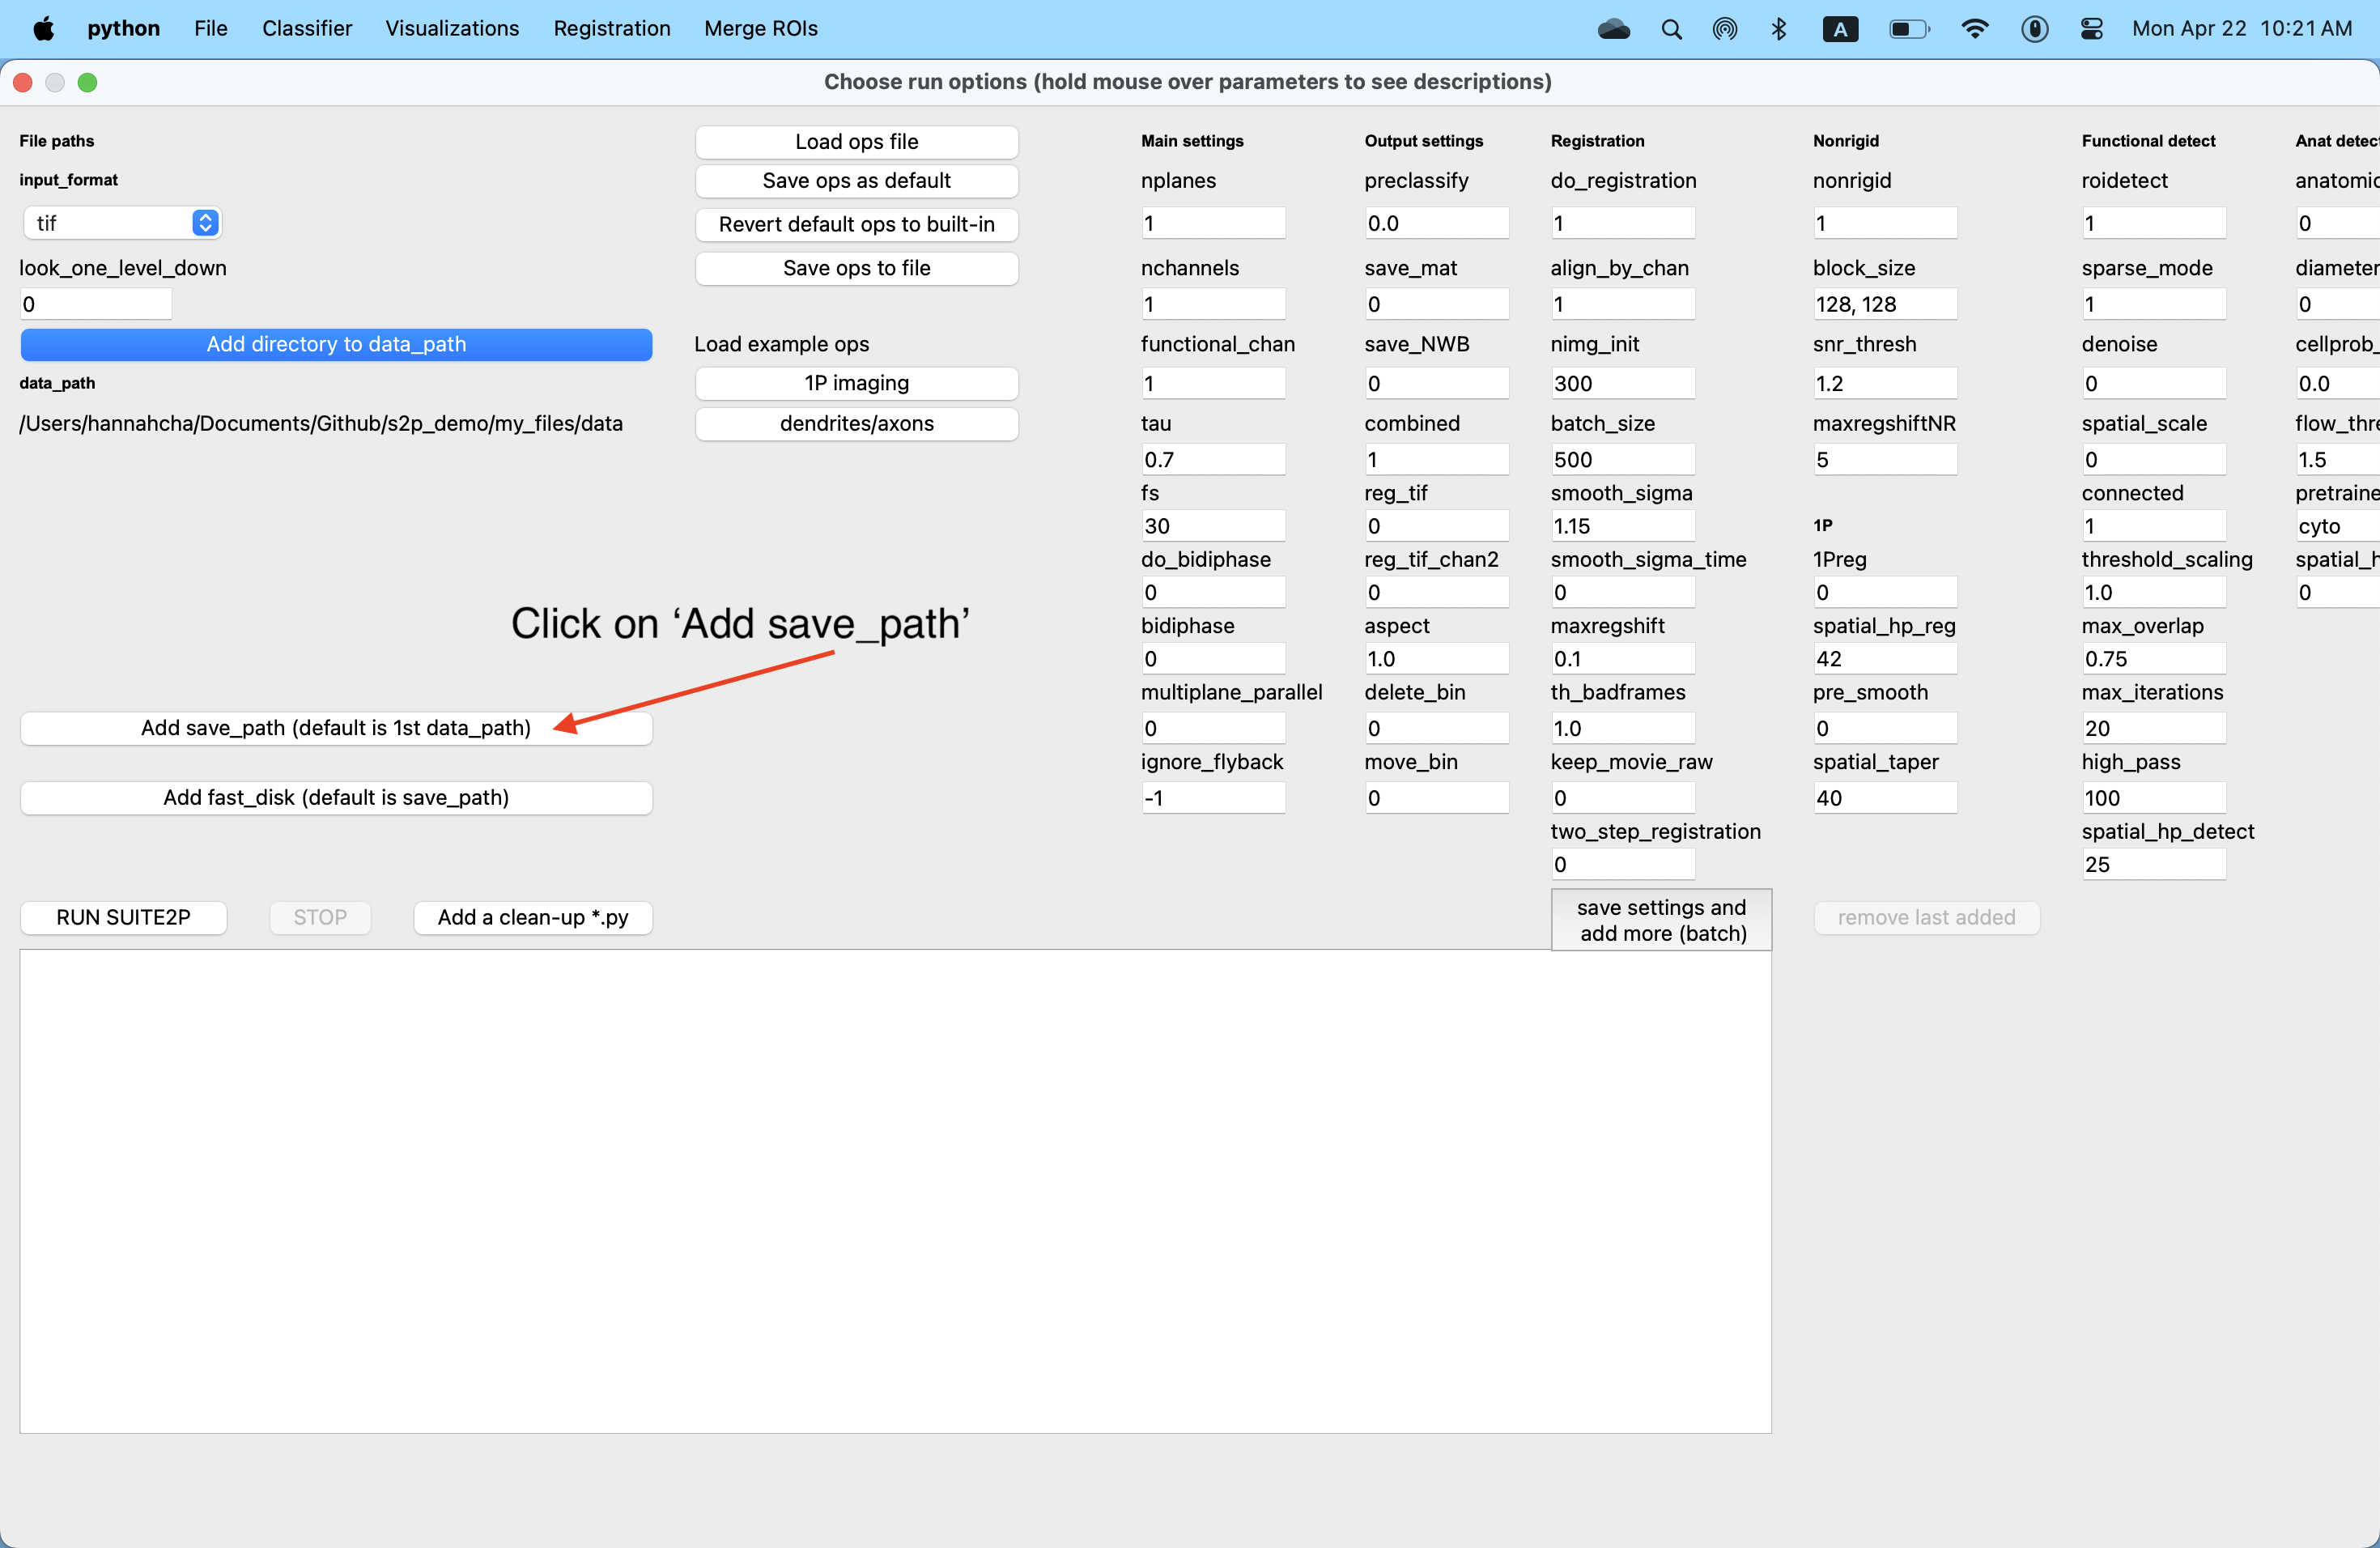 python File Classifier Visualizations Registration Merge ROIs A Mon Apr 22 10:21 AM
Choose run options (hold mouse over parameters to see descriptions)
File paths
input_format
tif
look_one_level_down
0
Add directory to data_path
data_path
/Users/hannahcha/Documents/Github/s2p_demo/my_files/data
Click on ‘Add save_path’
Add save_path (default is 1st data_path)
Add fast_disk (default is save_path)
RUN SUITE2P
STOP
Add a clean-up *.py
Load ops file
Save ops as default
Revert default ops to built-in
Save ops to file
Load example ops
1P imaging
dendrites/axons
Main settings
nplanes
1
nchannels
1
functional_chan
1
tau
0.7
fs
30
do_bidiphase
0
bidiphase
0
multiplane_parallel
0
ignore_flyback
-1
Output settings
preclassify
0.0
save_mat
0
save_NWB
0
combined
1
reg_tif
0
reg_tif_chan2
0
aspect
1.0
delete_bin
0
move_bin
0
Registration
do_registration
1
align_by_chan
1
nimg_init
300
batch_size
500
smooth_sigma
1.15
smooth_sigma_time
0
maxregshift
0.1
th_badframes
1.0
keep_movie_raw
0
two_step_registration
0
save settings and
add more (batch)
Nonrigid
nonrigid
1
block_size
128, 128
snr_thresh
1.2
maxregshiftNR
5
1P
1Preg
0
spatial_hp_reg
42
pre_smooth
0
spatial_taper
40
remove last added
Functional detect
roidetect
1
sparse_mode
1
denoise
0
spatial_scale
0
connected
1
threshold_scaling
1.0
max_overlap
0.75
max_iterations
20
high_pass
100
spatial_hp_detect
25
Anat detect
anatomic
0
diameter
0
cellprob_
0.0
flow_thre
1.5
pretraine
cyto
spatial_h
0